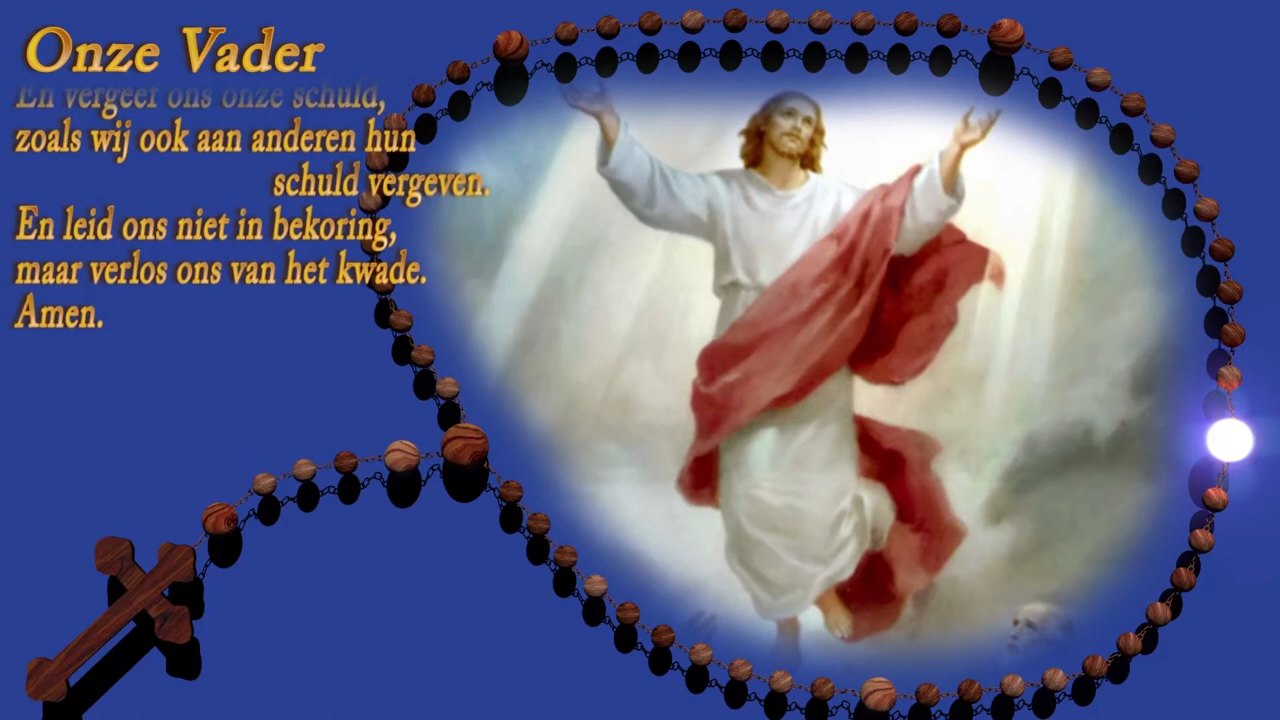 Onze Vader
En vergeef ons onze schuld,
zoals wij ook aan anderen hun
schuld vergeven.
En leid ons niet in bekoring,
maar verlos ons van het kwade.
Amen.